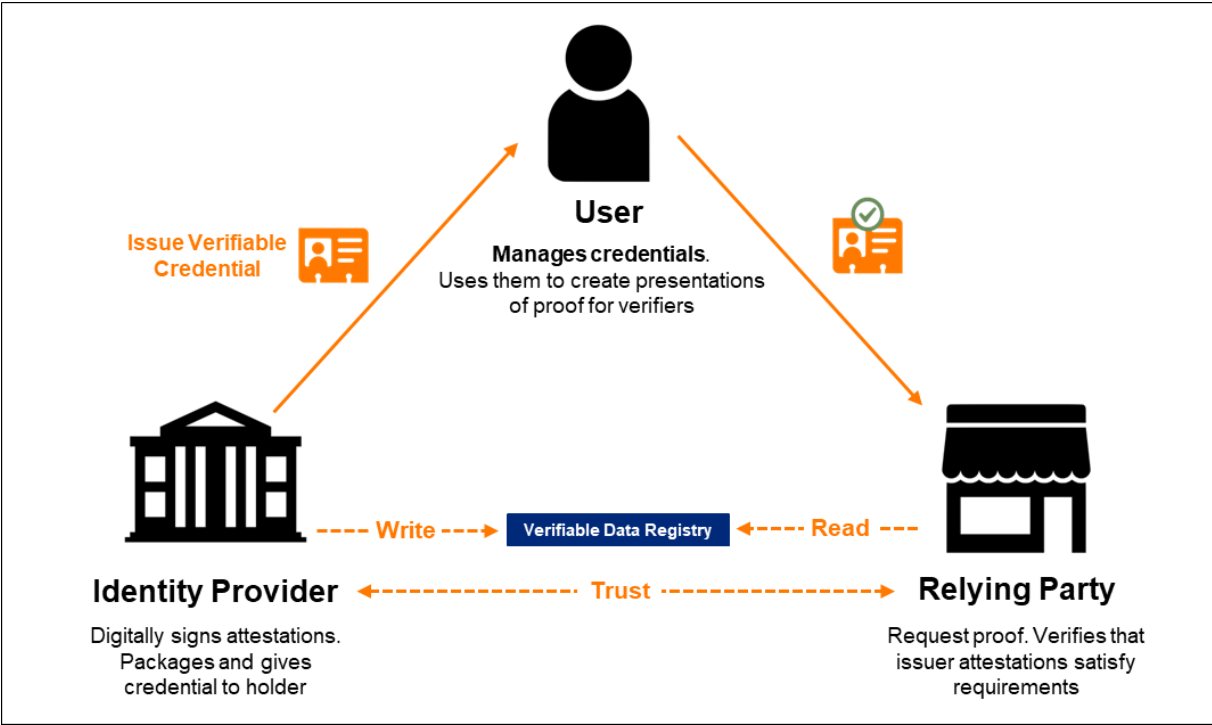 User
Manages credentials.
Uses them to create presentations
of proof for verifiers
Issue Verifiable
Credential
Write
Verifiable Data Registry
Read
Identity Provider
Trust
Relying Party
Digitally signs attestations.
Packages and gives
credential to holder
Request proof. Verifies that
issuer attestations satisfy
requirements